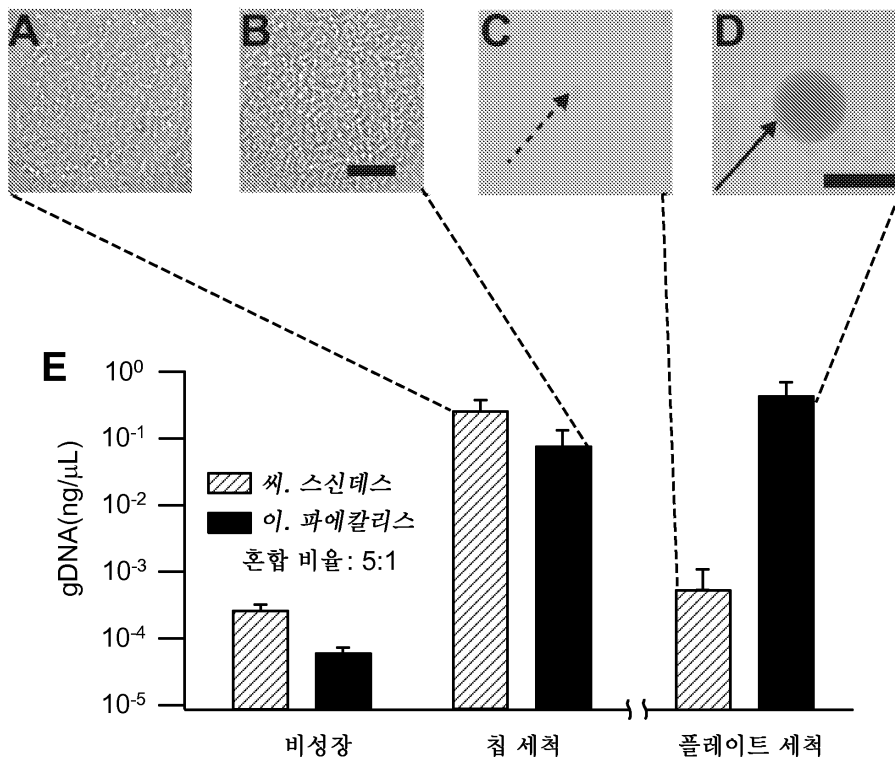 A
B
C
D
E
10⁰
10⁻¹
10⁻²
10⁻³
10⁻⁴
10⁻⁵
gDNA(ng/μL)
씨. 스신데스
이. 파에칼리스
혼합 비율: 5:1
비성장
칩 세척
플레이트 세척